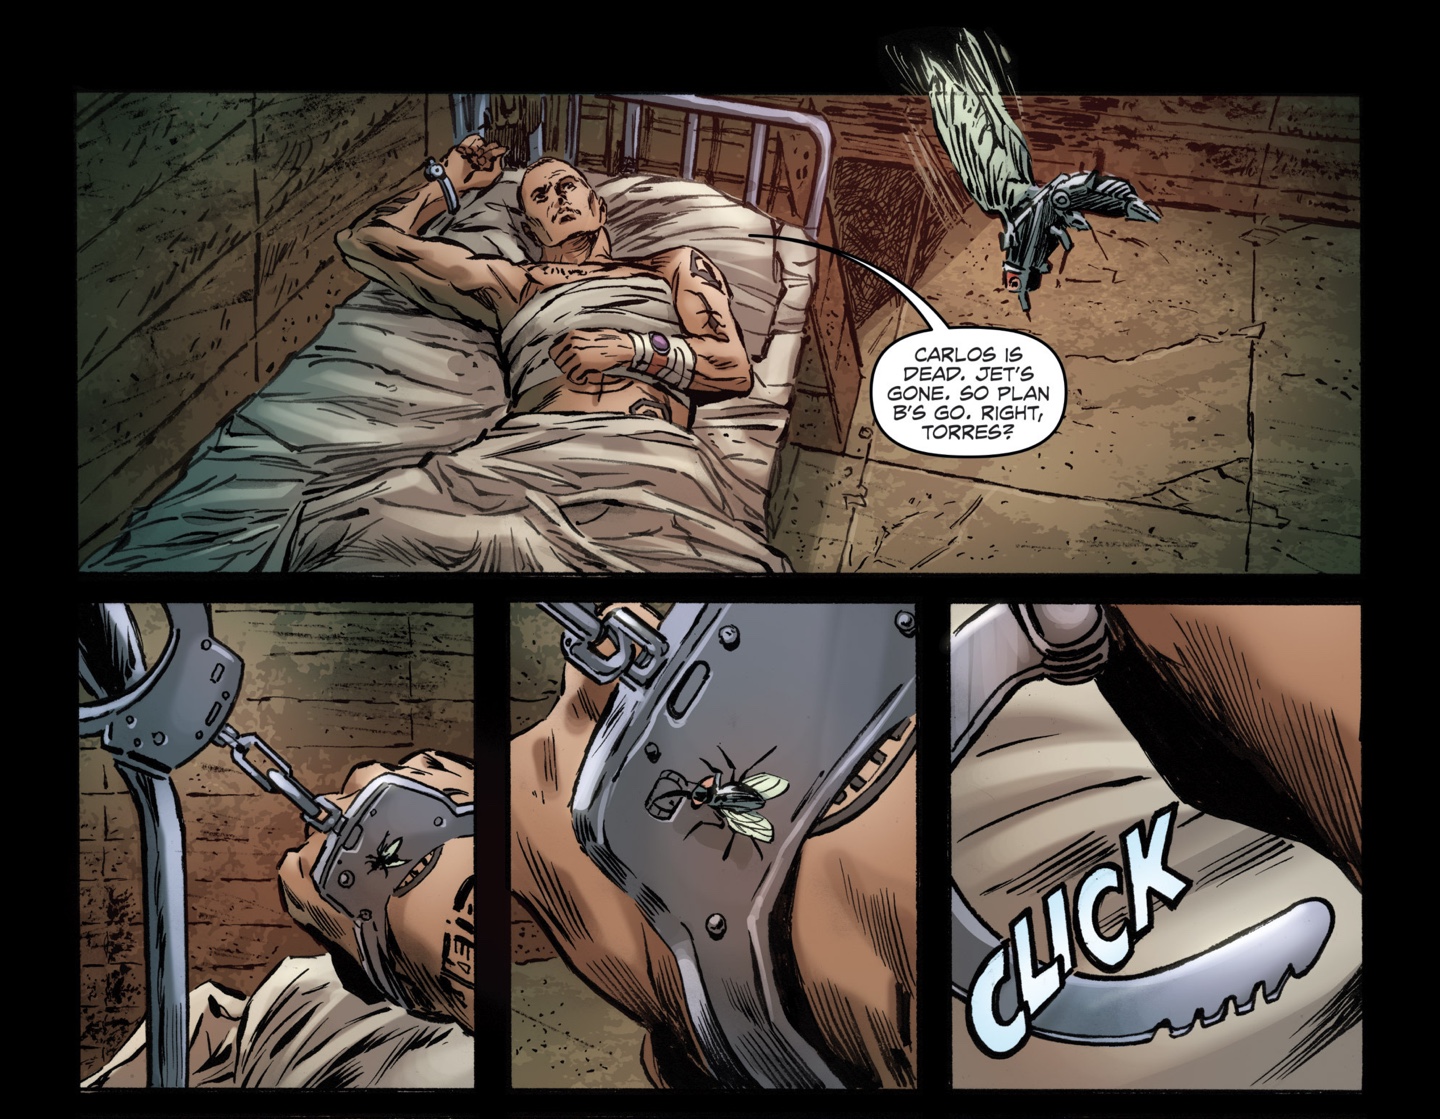 CARLOS IS
DEAD. JET'S
GONE. SO PLAN
B'S GO. RIGHT,
TORRES?
CLICK